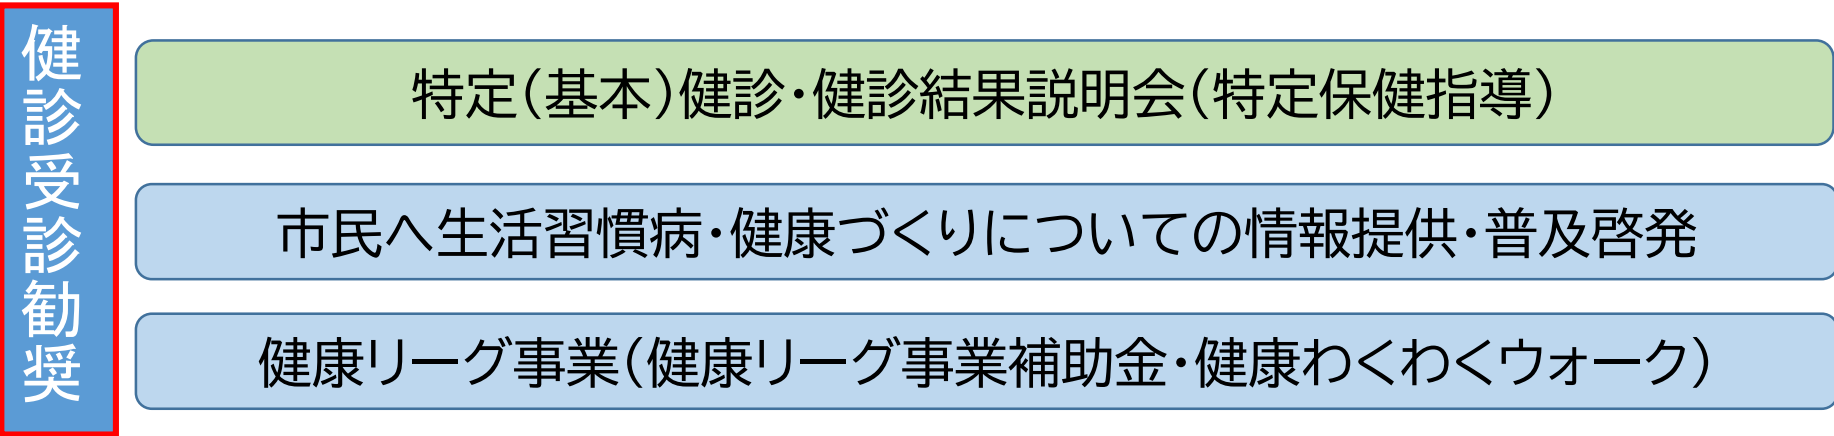 健診受診勧奨
特定（基本）健診・健診結果説明会（特定保健指導）
市民へ生活習慣病・健康づくりについての情報提供・普及啓発
健康リーグ事業（健康リーグ事業補助金・健康わくわくウォーク）